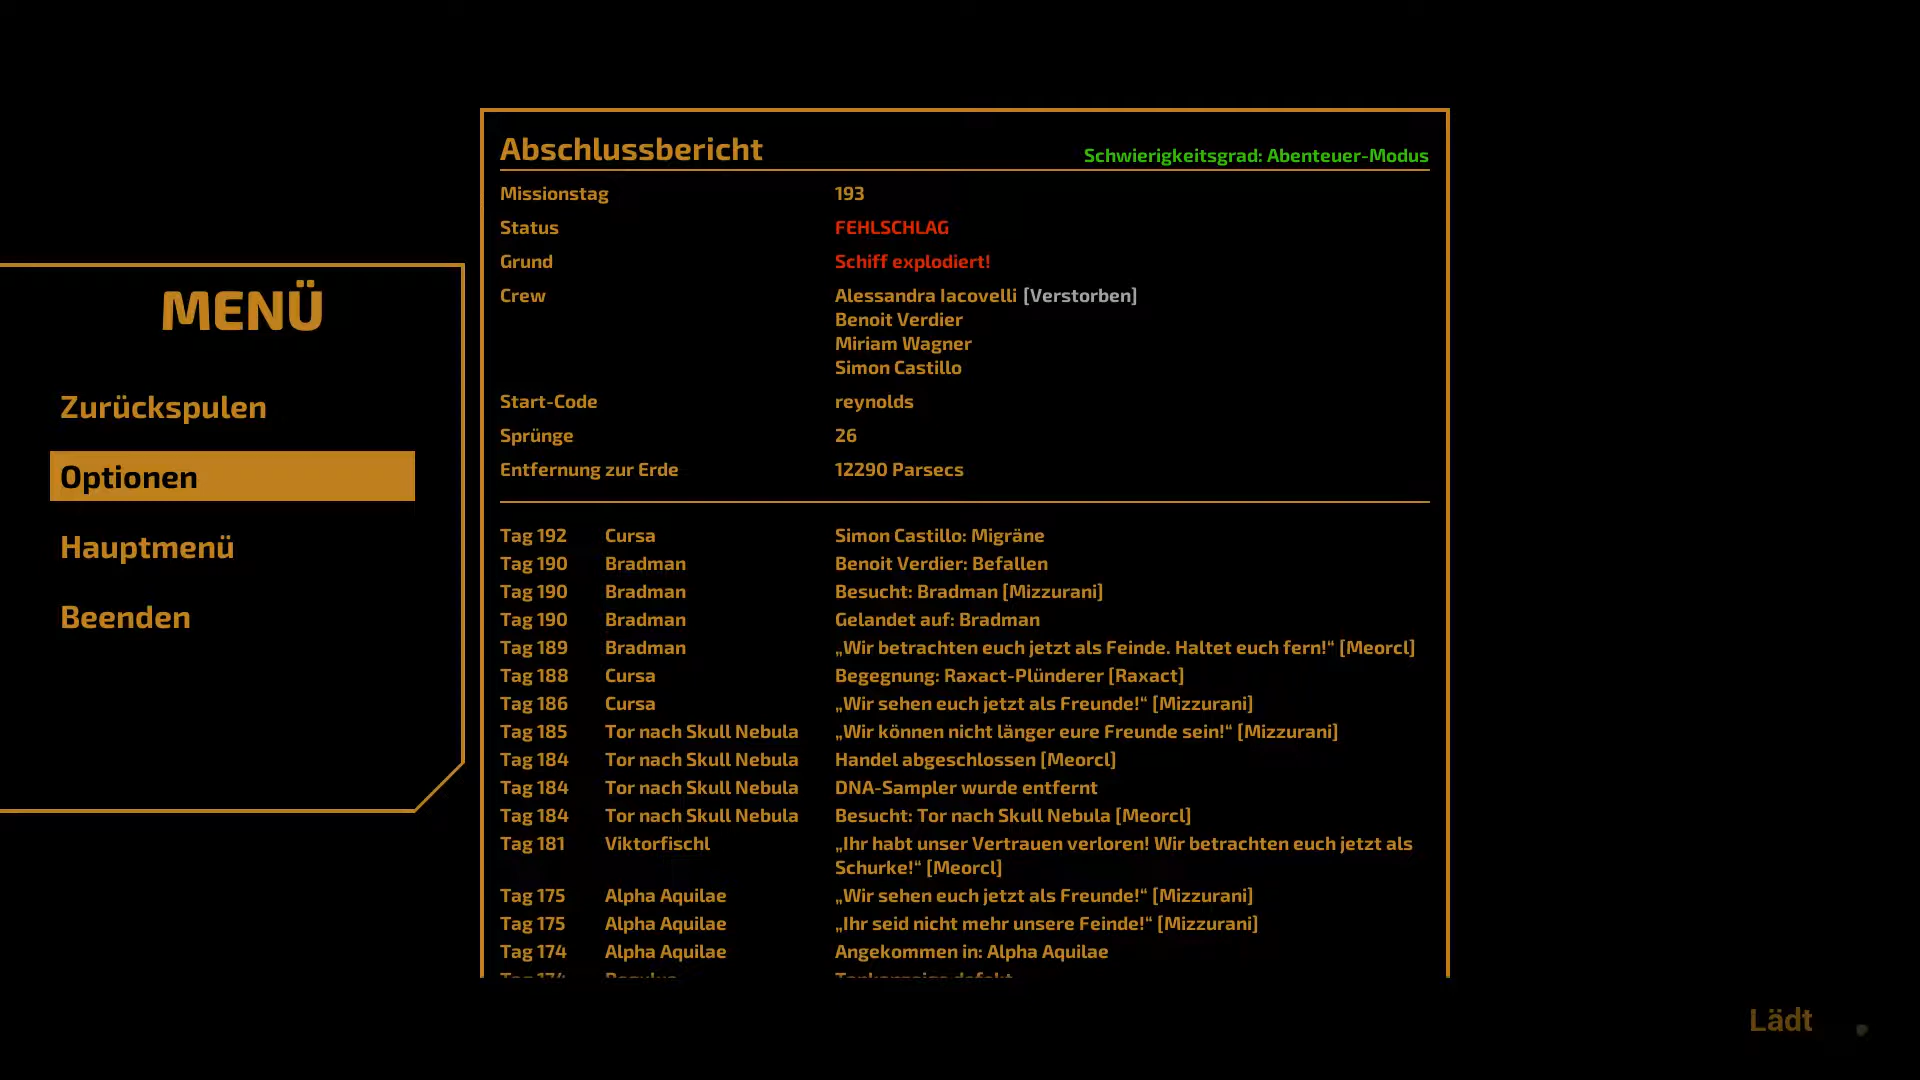 MENÜ
Zurückspulen
Optionen
Hauptmenü
Beenden
Abschlussbericht
Schwierigkeitsgrad: Abenteuer-Modus
Missionstag 193
Status FEHLSCHLAG
Grund Schiff explodiert!
Crew Alessandra Iacovelli [Verstorben]
Benoit Verdier
Miriam Wagner
Simon Castillo
Start-Code reynolds
Sprünge 26
Entfernung zur Erde 12290 Parsecs
Tag 192 Cursa Simon Castillo: Migräne
Tag 190 Bradman Benoit Verdier: Befallen
Tag 190 Bradman Besucht: Bradman [Mizzurani]
Tag 190 Bradman Gelandet auf: Bradman
Tag 189 Bradman „Wir betrachten euch jetzt als Feinde. Haltet euch fern!“ [Meorcl]
Tag 188 Cursa Begegnung: Raxact-Plünderer [Raxact]
Tag 186 Cursa „Wir sehen euch jetzt als Freunde!“ [Mizzurani]
Tag 185 Tor nach Skull Nebula „Wir können nicht länger eure Freunde sein!“ [Mizzurani]
Tag 184 Tor nach Skull Nebula Handel abgeschlossen [Meorcl]
Tag 184 Tor nach Skull Nebula DNA-Sampler wurde entfernt
Tag 184 Tor nach Skull Nebula Besucht: Tor nach Skull Nebula [Meorcl]
Tag 181 Viktorfischl „Ihr habt unser Vertrauen verloren! Wir betrachten euch jetzt als
Schurke!“ [Meorcl]
Tag 175 Alpha Aquilae „Wir sehen euch jetzt als Freunde!“ [Mizzurani]
Tag 175 Alpha Aquilae „Ihr seid nicht mehr unsere Feinde!“ [Mizzurani]
Tag 174 Alpha Aquilae Angekommen in: Alpha Aquilae
Tag 174
Lädt